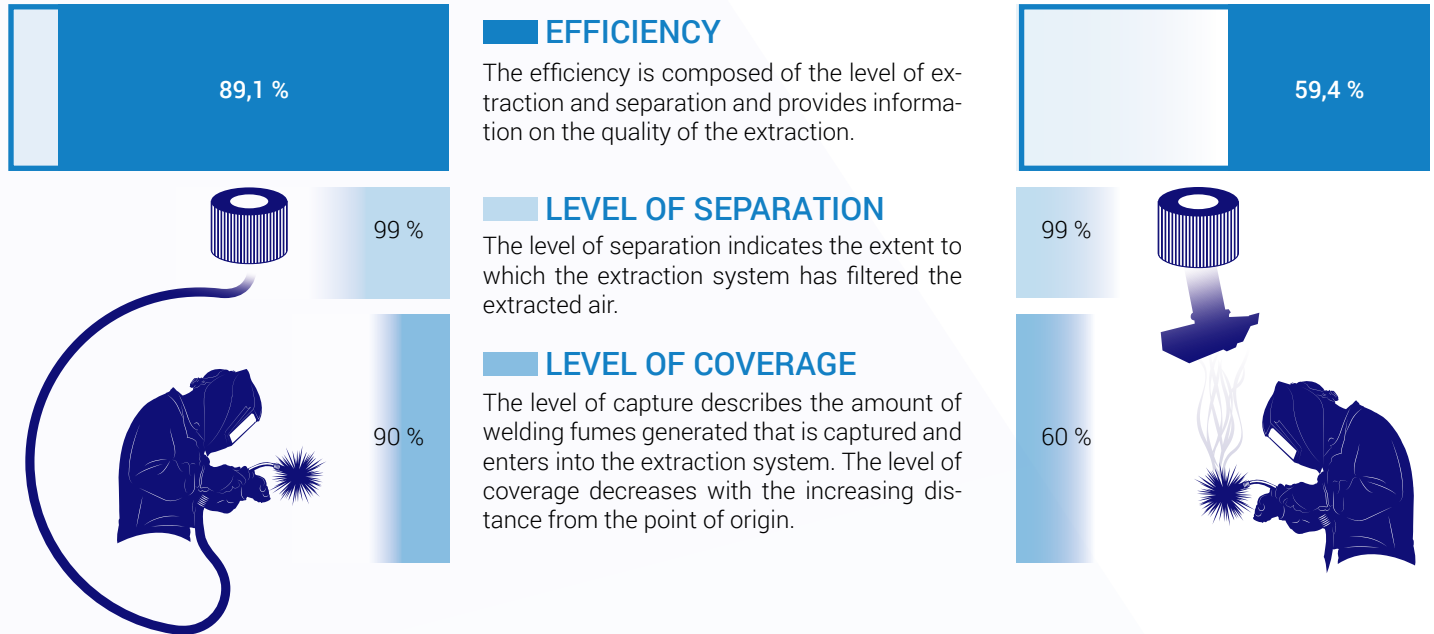 89,1 %
99 %
90 %
EFFICIENCY
The efficiency is composed of the level of ex-
traction and separation and provides informa-
tion on the quality of the extraction.
LEVEL OF SEPARATION
The level of separation indicates the extent to
which the extraction system has filtered the
extracted air.
LEVEL OF COVERAGE
The level of capture describes the amount of
welding fumes generated that is captured and
enters into the extraction system. The level of
coverage decreases with the increasing dis-
tance from the point of origin.
59,4 %
99 %
60 %